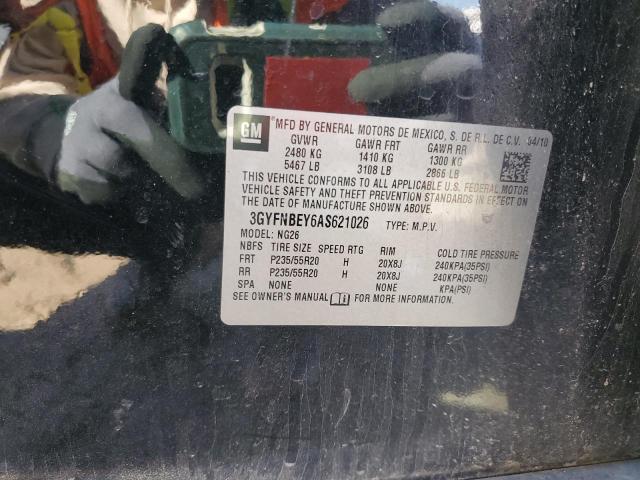 GM
MFD BY GENERAL MOTORS DE MEXICO, S. DE R.L. DE C.V. 04/10
GVWR GAWR FRT GAWR RR
2480 KG 1410 KG 1300 KG
5467 LB 3108 LB 2866 LB
THIS VEHICLE CONFORMS TO ALL APPLICABLE U.S. FEDERAL MOTOR
VEHICLE SAFETY AND THEFT PREVENTION STANDARDS IN EFFECT ON
THE DATE OF MANUFACTURE SHOWN ABOVE.
3GYFNBEY6AS621026 TYPE: M.P.V.
MODEL: NG26
NBFS TIRE SIZE SPEED RTG RIM COLD TIRE PRESSURE
FRT P235/55R20 H 20X8J 240KPA(35PSI)
RR P235/55R20 H 20X8J 240KPA(35PSI)
SPA NONE NONE KPA(PSI)
SEE OWNER'S MANUAL FOR MORE INFORMATION.